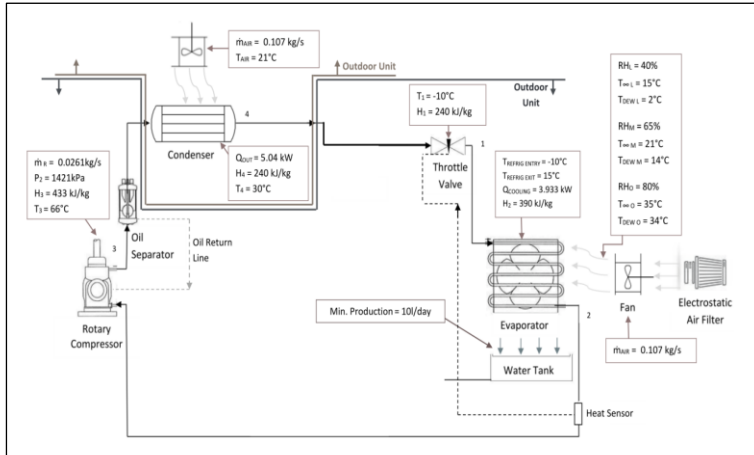 ṁAIR = 0.107 kg/s
TAIR = 21°C
Outdoor Unit
Outdoor
Unit
4
Condenser
QOUT = 5.04 kW
H4 = 240 kJ/kg
T4 = 30°C
T1 = -10°C
H1 = 240 kJ/kg
1
Throttle
Valve
RHL = 40%
T∞ L = 15°C
TDEW L = 2°C
RHM = 65%
T∞ M = 21°C
TDEW M = 14°C
RHO = 80%
T∞ O = 35°C
TDEW O = 34°C
TREFRIG ENTRY = -10°C
TREFRIG EXIT = 15°C
QCOOLING = 3.933 kW
H2 = 390 kJ/kg
ṁ R = 0.0261kg/s
P2 = 1421kPa
H3 = 433 kJ/kg
T3 = 66°C
3
Oil
Separator
Oil Return
Line
Rotary
Compressor
Evaporator
2
Fan
Electrostatic
Air Filter
Min. Production = 10l/day
Water Tank
ṁAIR = 0.107 kg/s
Heat Sensor